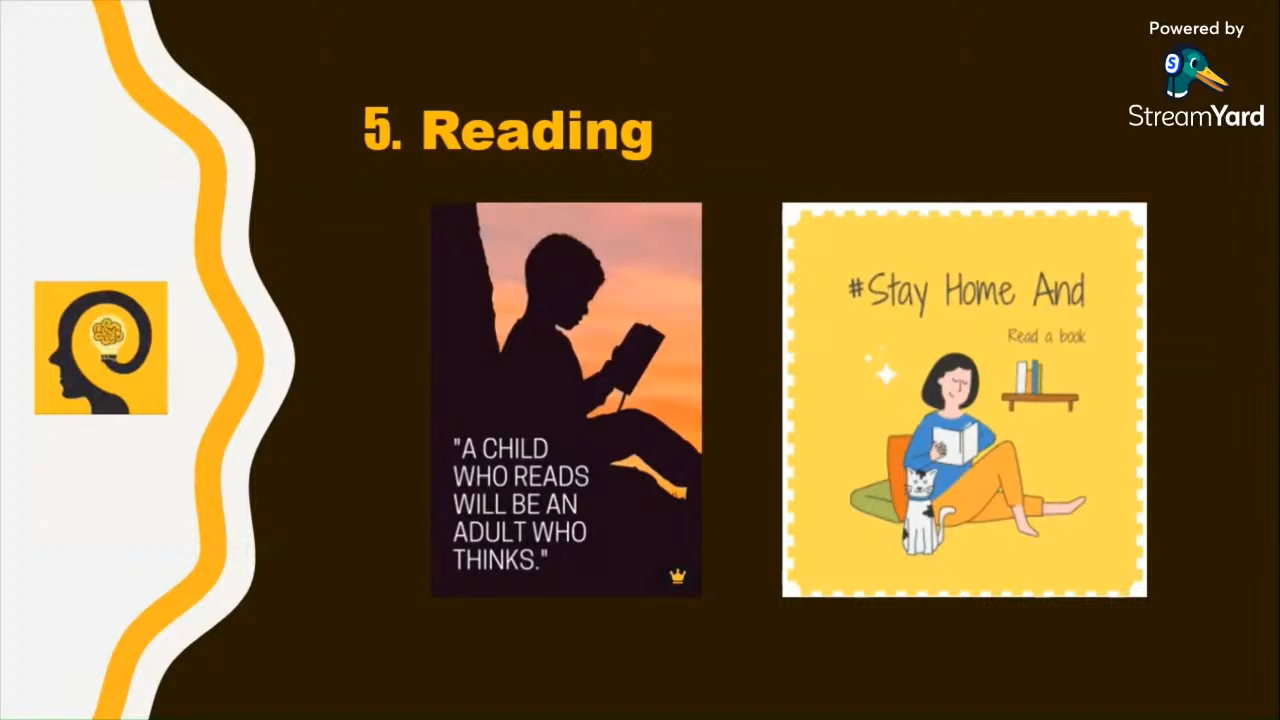 Powered by
S
StreamYard
5. Reading
"A CHILD
WHO READS
WILL BE AN
ADULT WHO
THINKS."
#Stay Home And
Read a book